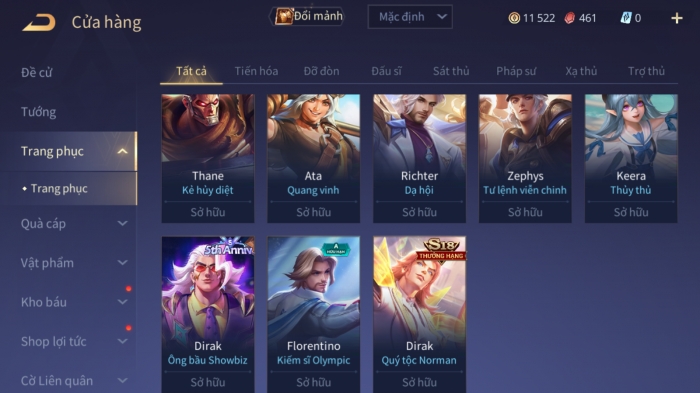 Cửa hàng
Đổi mảnh
Mặc định
11 522
461
0
Đề cử
Tướng
Trang phục
Trang phục
Quà cáp
Vật phẩm
Kho báu
Shop lợi tức
Cờ Liên quân
Tất cả Tiến hóa Đỡ đòn Đấu sĩ Sát thủ Pháp sư Xạ thủ Trợ thủ
Thane
Kẻ hủy diệt
Sở hữu
Ata
Quang vinh
Sở hữu
Richter
Dạ hội
Sở hữu
Zephys
Tư lệnh viễn chinh
Sở hữu
Keera
Thủy thủ
Sở hữu
5th Anniv
Dirak
Ông bầu Showbiz
Sở hữu
A
Florentino
Kiếm sĩ Olympic
Sở hữu
S18
THƯỞNG HẠNG
Dirak
Quý tộc Norman
Sở hữu